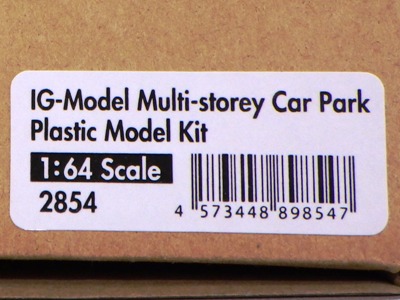 IG-Model Multi-storey Car Park
Plastic Model Kit
1:64 Scale
2854
4 573448 898547